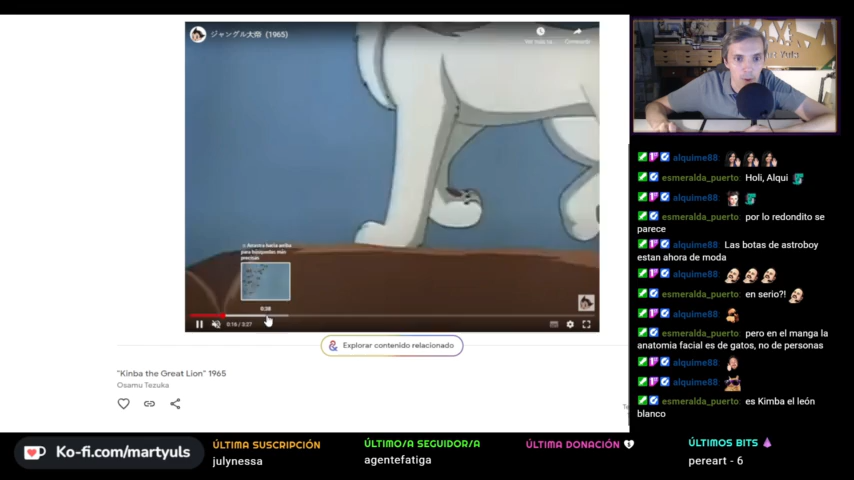 ジャングル大帝 (1965)
Ver más ta...
Compartir
Avanza hacia arriba
para búsquedas más
precisas
0:38
0:16 / 3:27
Explorar contenido relacionado
"Kinba the Great Lion" 1965
Osamu Tezuka
alquime88:
esmeralda_puerto: Holi, Alqui
alquime88:
esmeralda_puerto: por lo redondito se
parece
alquime88: Las botas de astroboy
estan ahora de moda
alquime88:
esmeralda_puerto: en serio?!
alquime88:
esmeralda_puerto: pero en el manga la
anatomia facial es de gatos, no de personas
alquime88:
alquime88:
esmeralda_puerto: es Kimba el león
blanco
Ko-fi.com/martyuls
ÚLTIMA SUSCRIPCIÓN
julynessa
ÚLTIMO/A SEGUIDOR/A
agentefatiga
ÚLTIMA DONACIÓN
ÚLTIMOS BITS
pereart - 6